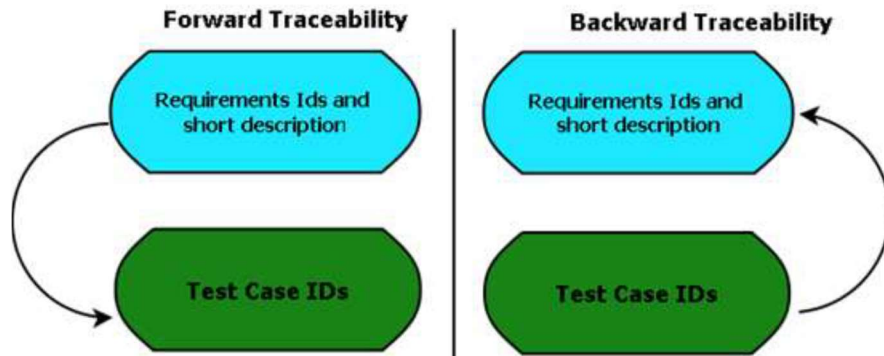 Forward Traceability
Requirements Ids and
short description
Test Case IDs
Backward Traceability
Requirements Ids and
short description
Test Case IDs